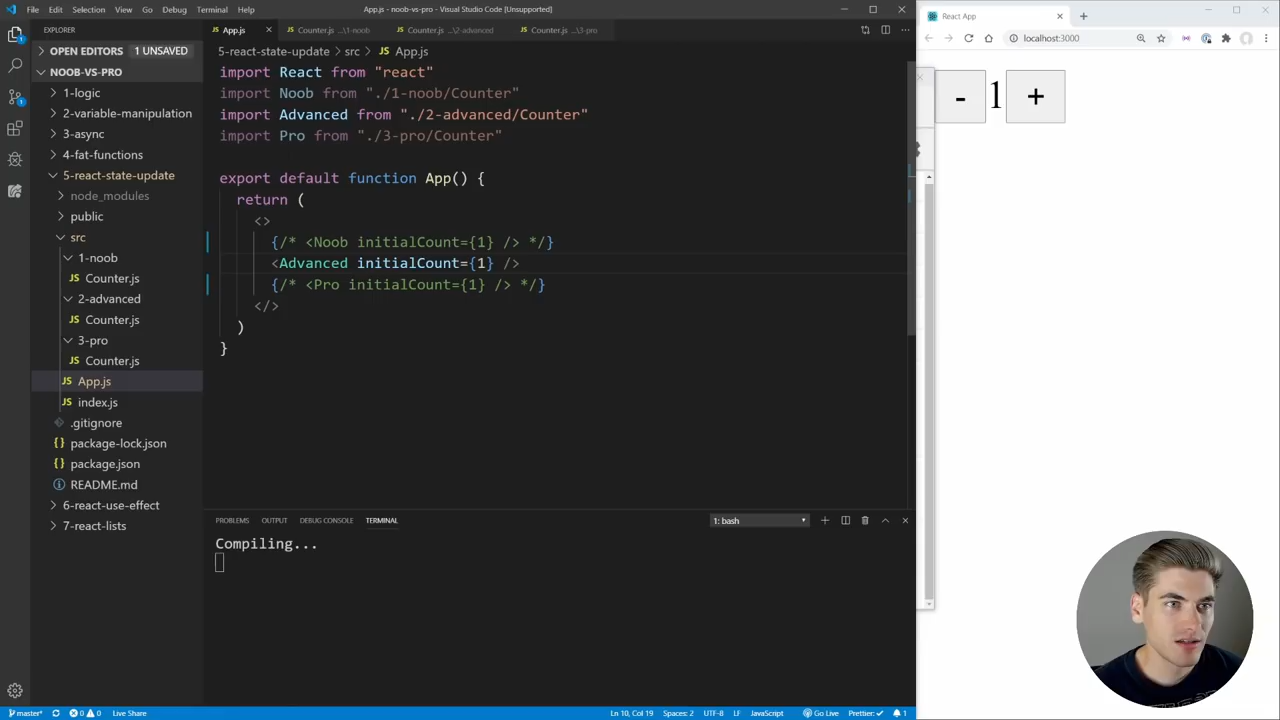 File Edit Selection View Go Debug Terminal Help
App.js - noob-vs-pro - Visual Studio Code [Unsupported]
EXPLORER
OPEN EDITORS 1 UNSAVED
NOOB-VS-PRO
1-logic
2-variable-manipulation
3-async
4-fat-functions
5-react-state-update
node_modules
public
src
1-noob
JS Counter.js
2-advanced
JS Counter.js
3-pro
JS Counter.js
JS App.js
JS index.js
.gitignore
{} package-lock.json
{} package.json
README.md
6-react-use-effect
7-react-lists
JS App.js
JS Counter.js ...\1-noob
JS Counter.js ...\2-advanced
JS Counter.js ...\3-pro
5-react-state-update > src > JS App.js
import React from "react"
import Noob from "./1-noob/Counter"
import Advanced from "./2-advanced/Counter"
import Pro from "./3-pro/Counter"
export default function App() {
return (
<>
{/* <Noob initialCount={1} /> */}
<Advanced initialCount={1} />
{/* <Pro initialCount={1} /> */}
</>
)
}
PROBLEMS OUTPUT DEBUG CONSOLE TERMINAL
1: bash
Compiling...
master* 0 0 Live Share
Ln 10, Col 19 Spaces: 2 UTF-8 LF JavaScript Go Live Prettier: ✓ 1
React App
localhost:3000
- 1 +